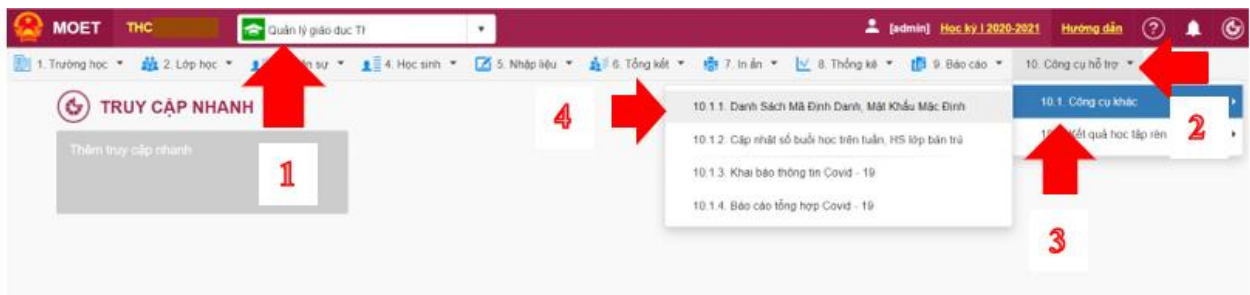 MOET THC Quản lý giáo dục TH [admin] Học kỳ I 2020-2021 Hướng dẫn ?
1. Trường học 2. Lớp học sự 4. Học sinh 5. Nhập liệu 6. Tổng kết 7. In ấn 8. Thống kê 9. Báo cáo 10. Công cụ hỗ trợ
TRUY CẬP NHANH
Thêm truy cập nhanh
1
4
10.1.1. Danh Sách Mã Định Danh, Mật Khẩu Mặc Định
10.1.2. Cập nhật số buổi học trên tuần, HS lớp bán trú
10.1.3. Khai báo thông tin Covid - 19
10.1.4. Báo cáo tổng hợp Covid - 19
10.1. Công cụ khác
Kết quả học tập rèn
2
3